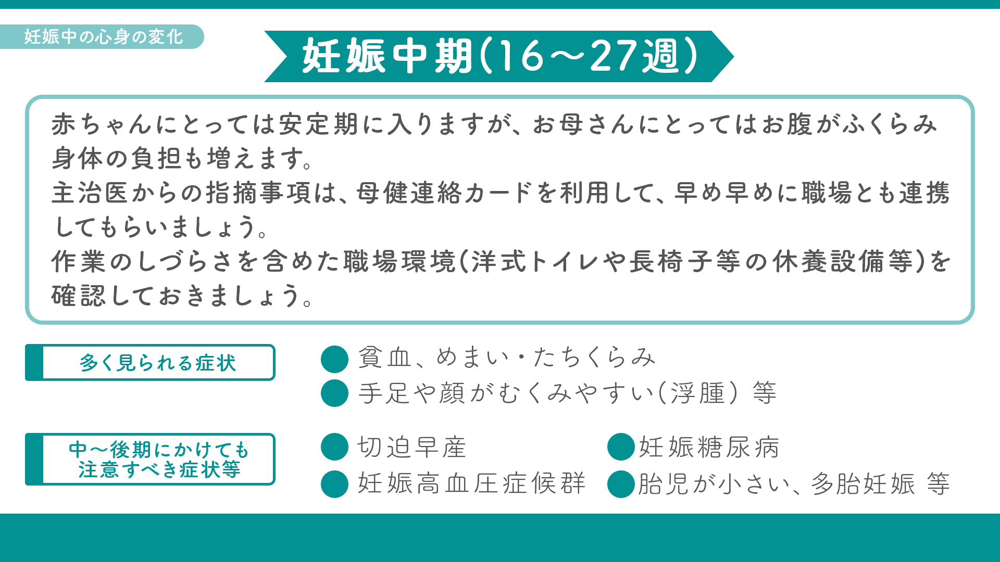 妊娠中の心身の変化
妊娠中期(16〜27週)
赤ちゃんにとっては安定期に入りますが、お母さんにとってはお腹がふくらみ
身体の負担も増えます。
主治医からの指摘事項は、母健連絡カードを利用して、早め早めに職場とも連携
してもらいましょう。
作業のしづらさを含めた職場環境(洋式トイレや長椅子等の休養設備等)を
確認しておきましょう。
多く見られる症状
貧血、めまい・たちくらみ
手足や顔がむくみやすい(浮腫) 等
中〜後期にかけても
注意すべき症状等
切迫早産
妊娠糖尿病
妊娠高血圧症候群
胎児が小さい、多胎妊娠 等